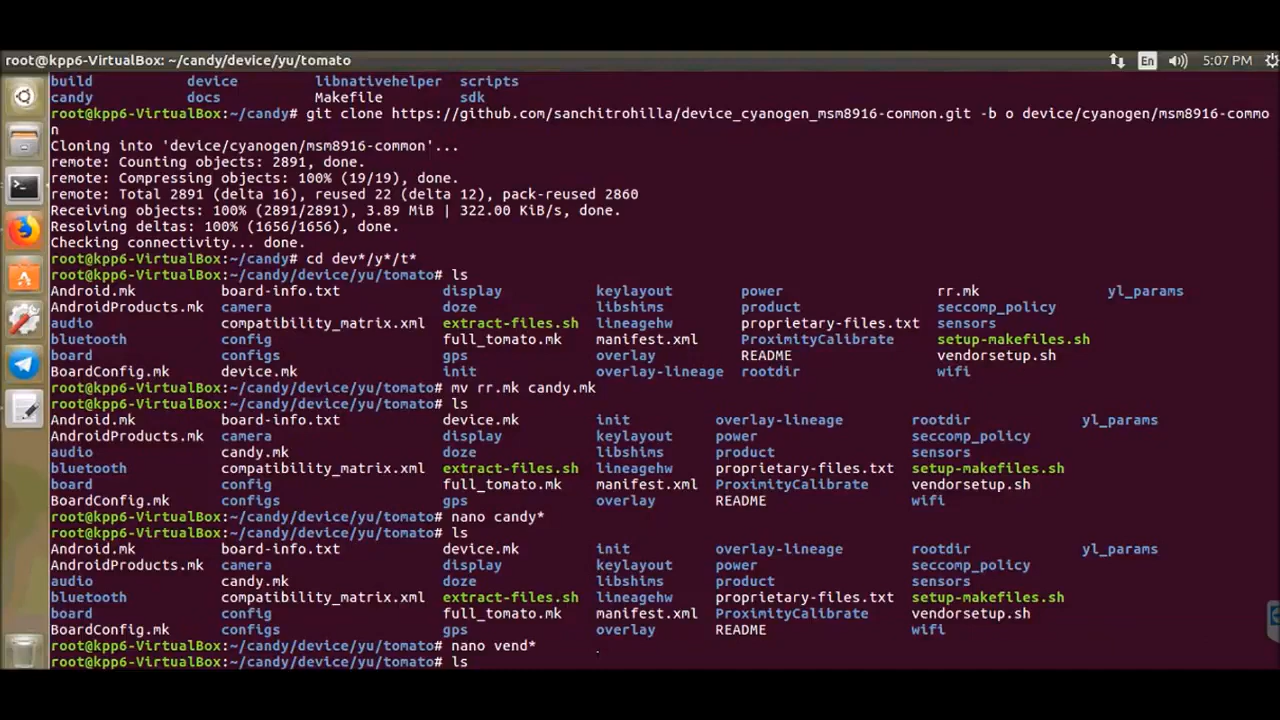 root@kpp6-VirtualBox: ~/candy/device/yu/tomato En 5:07 PM
build device libnativehelper scripts
candy docs Makefile sdk
root@kpp6-VirtualBox:~/candy# git clone https://github.com/sanchitrohilla/device_cyanogen_msm8916-common.git -b o device/cyanogen/msm8916-commo
n
Cloning into 'device/cyanogen/msm8916-common'...
remote: Counting objects: 2891, done.
remote: Compressing objects: 100% (19/19), done.
remote: Total 2891 (delta 16), reused 22 (delta 12), pack-reused 2860
Receiving objects: 100% (2891/2891), 3.89 MiB | 322.00 KiB/s, done.
Resolving deltas: 100% (1656/1656), done.
Checking connectivity... done.
root@kpp6-VirtualBox:~/candy# cd dev*/y*/t*
root@kpp6-VirtualBox:~/candy/device/yu/tomato# ls
Android.mk board-info.txt display keylayout power rr.mk yl_params
AndroidProducts.mk camera doze libshims product seccomp_policy
audio compatibility_matrix.xml extract-files.sh lineagehw proprietary-files.txt sensors
bluetooth config full_tomato.mk manifest.xml ProximityCalibrate setup-makefiles.sh
board configs gps overlay README vendorsetup.sh
BoardConfig.mk device.mk init overlay-lineage rootdir wifi
root@kpp6-VirtualBox:~/candy/device/yu/tomato# mv rr.mk candy.mk
root@kpp6-VirtualBox:~/candy/device/yu/tomato# ls
Android.mk board-info.txt device.mk init overlay-lineage rootdir yl_params
AndroidProducts.mk camera display keylayout power seccomp_policy
audio candy.mk doze libshims product sensors
bluetooth compatibility_matrix.xml extract-files.sh lineagehw proprietary-files.txt setup-makefiles.sh
board config full_tomato.mk manifest.xml ProximityCalibrate vendorsetup.sh
BoardConfig.mk configs gps overlay README wifi
root@kpp6-VirtualBox:~/candy/device/yu/tomato# nano candy*
root@kpp6-VirtualBox:~/candy/device/yu/tomato# ls
Android.mk board-info.txt device.mk init overlay-lineage rootdir yl_params
AndroidProducts.mk camera display keylayout power seccomp_policy
audio candy.mk doze libshims product sensors
bluetooth compatibility_matrix.xml extract-files.sh lineagehw proprietary-files.txt setup-makefiles.sh
board config full_tomato.mk manifest.xml ProximityCalibrate vendorsetup.sh
BoardConfig.mk configs gps overlay README wifi
root@kpp6-VirtualBox:~/candy/device/yu/tomato# nano vend*
root@kpp6-VirtualBox:~/candy/device/yu/tomato# ls